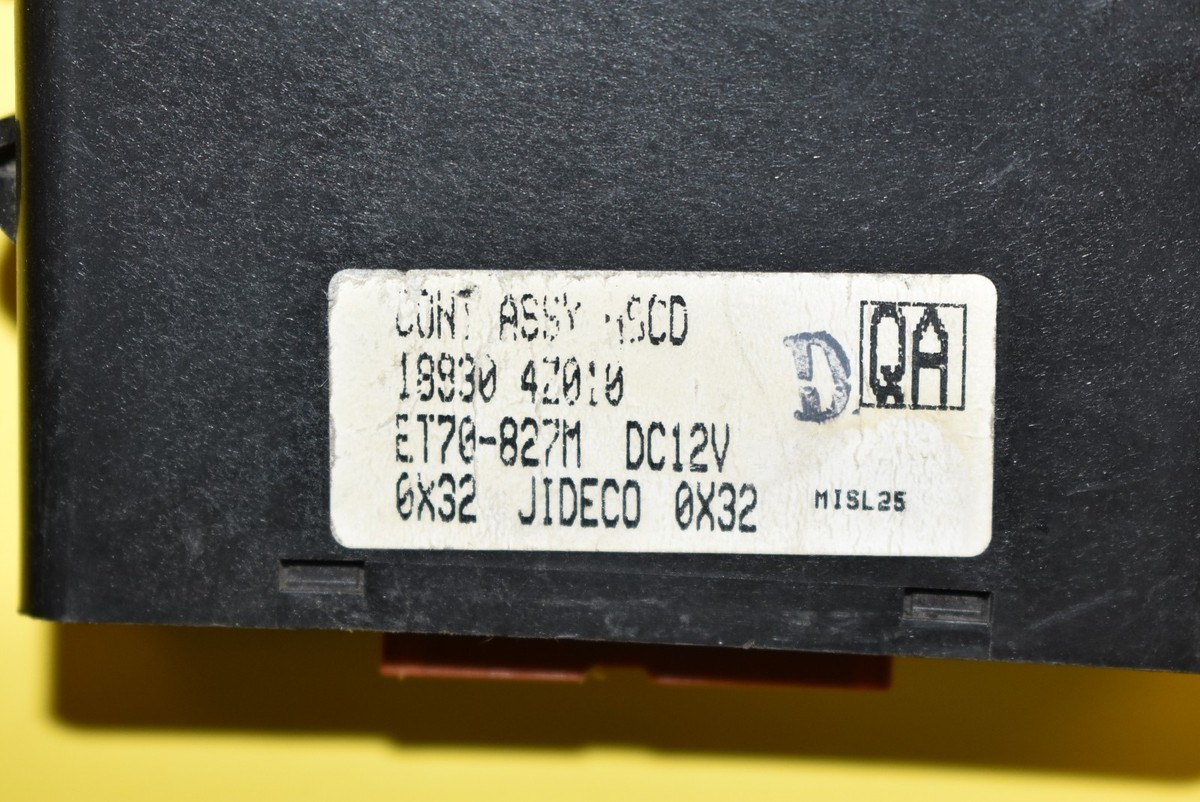 CONT ASSY ASCD
18930 4Z010
ET70-827M DC12V
0X32 JIDECO 0X32
D
QA
MISL25